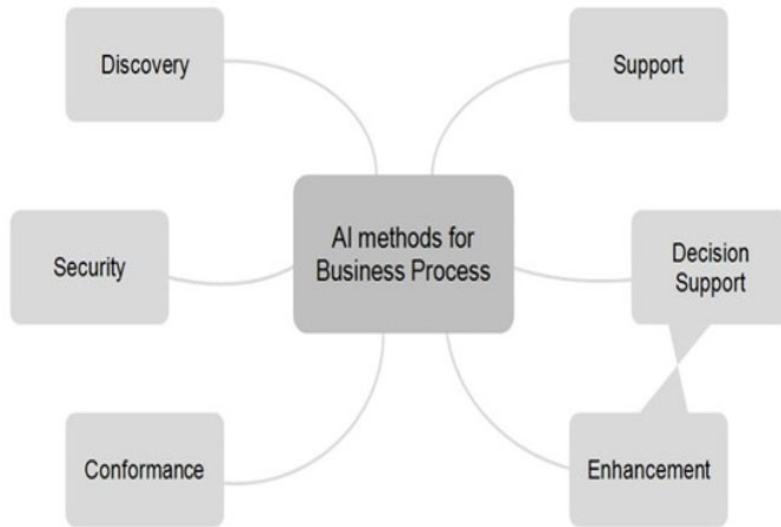 Discovery
Support
AI methods for
Business Process
Security
Decision
Support
Conformance
Enhancement